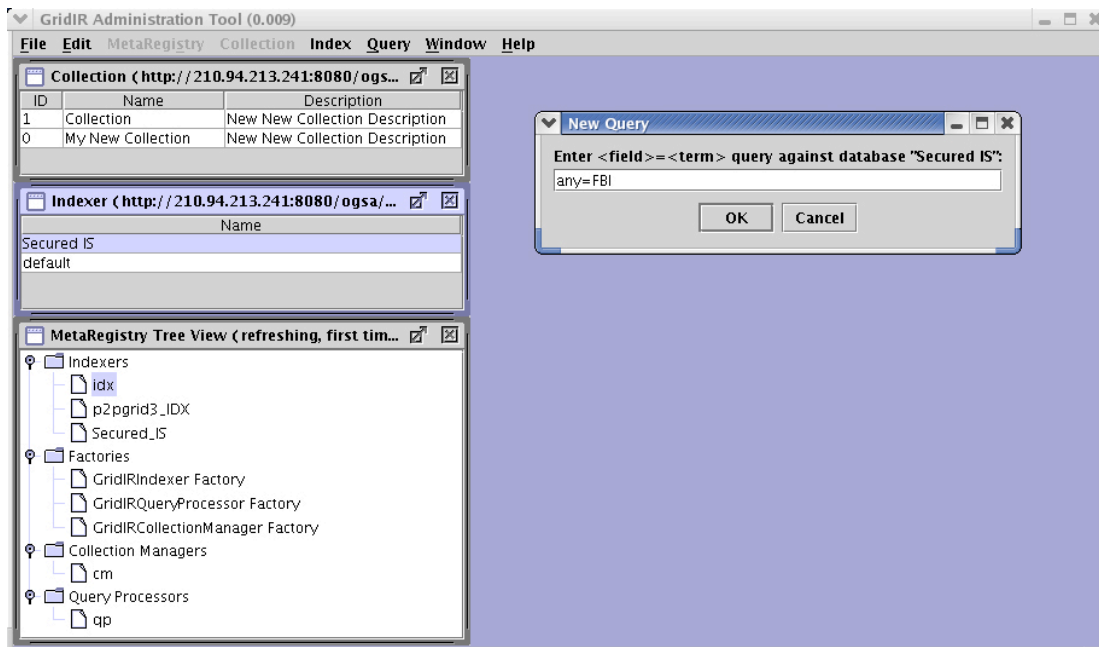 GridIR Administration Tool (0.009)
File Edit MetaRegistry Collection Index Query Window Help
Collection (http://210.94.213.241:8080/ogs...
ID Name Description
1 Collection New New Collection Description
0 My New Collection New New Collection Description
Indexer (http://210.94.213.241:8080/ogsa/...
Name
Secured IS
default
MetaRegistry Tree View (refreshing, first tim...
Indexers
idx
p2pgrid3_IDX
Secured_IS
Factories
GridIRIndexer Factory
GridIRQueryProcessor Factory
GridIRCollectionManager Factory
Collection Managers
cm
Query Processors
qp
New Query
Enter <field>=<term> query against database "Secured IS":
any=FBI
OK Cancel